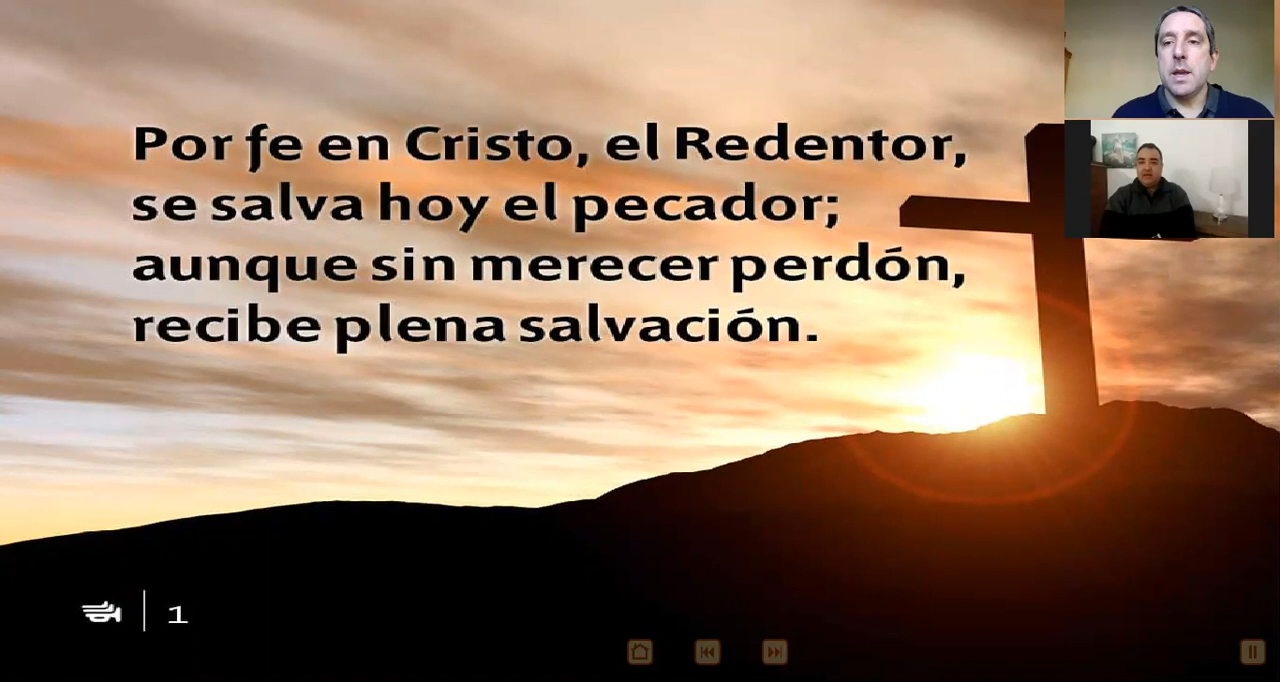 Por fe en Cristo, el Redentor,
se salva hoy el pecador;
aunque sin merecer perdón,
recibe plena salvación.
1